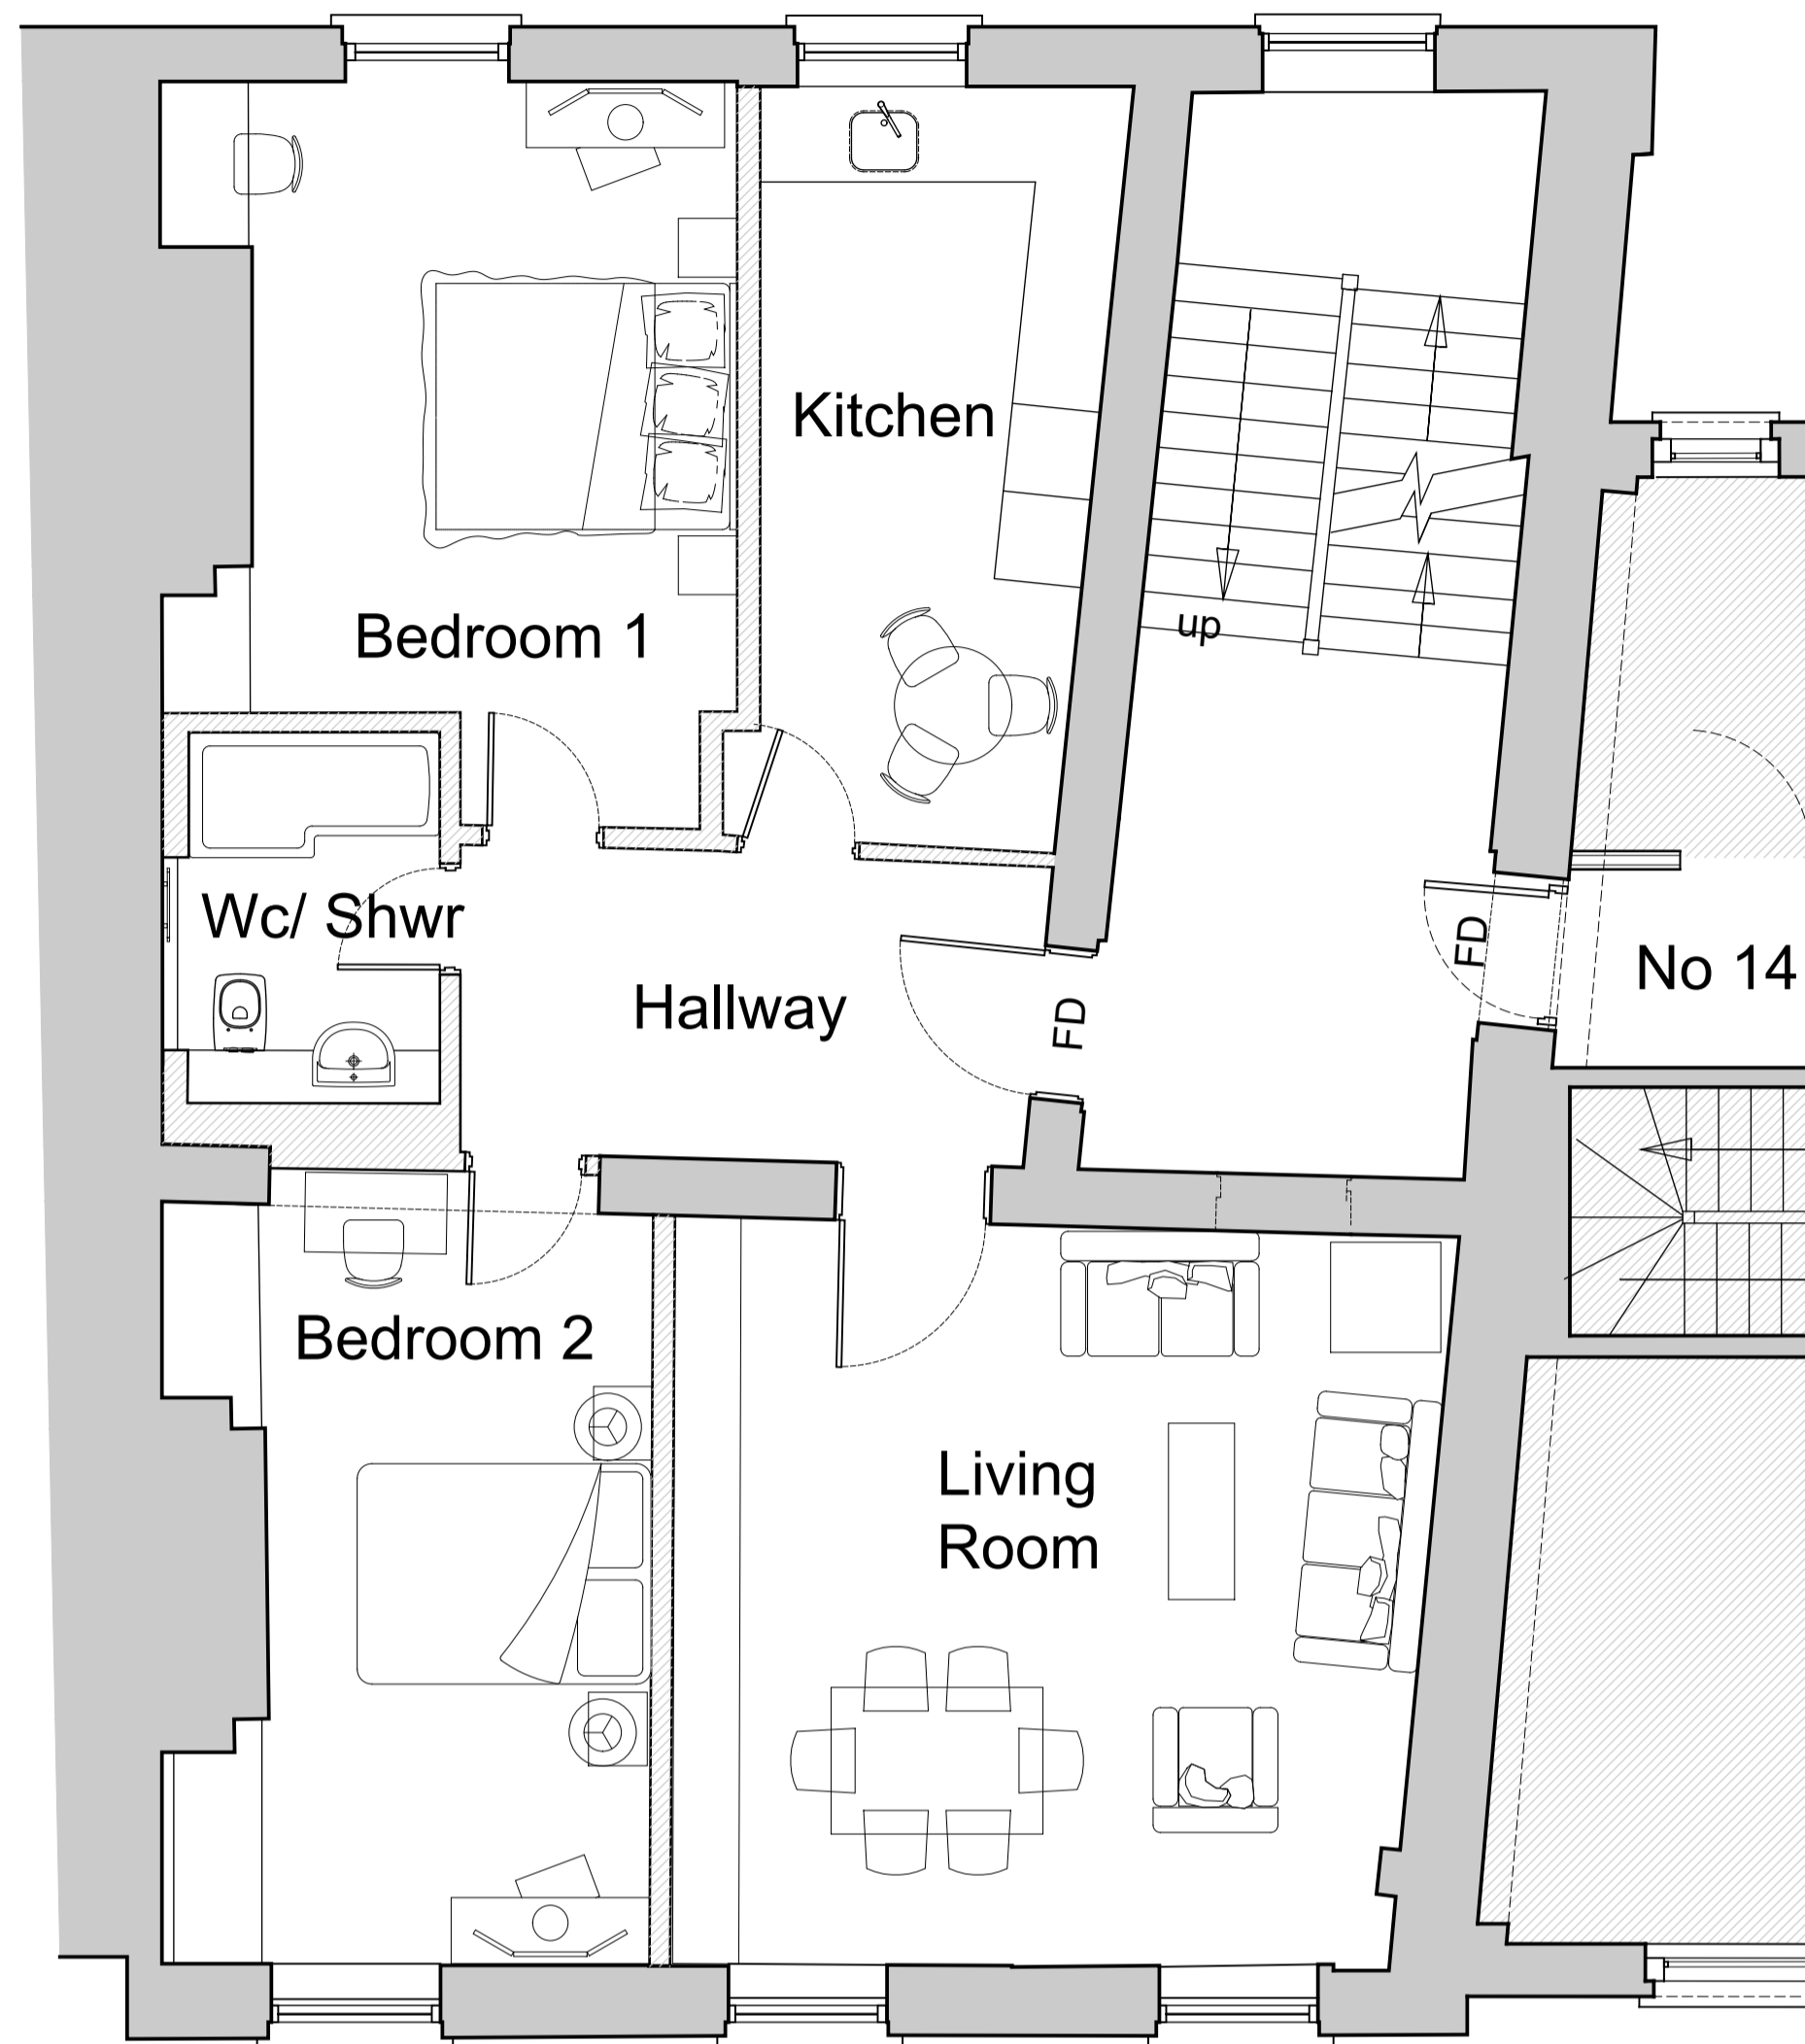 Kitchen
Bedroom 1
up
Wc/ Shwr
FD
No 14
Hallway
FD
Bedroom 2
Living
Room